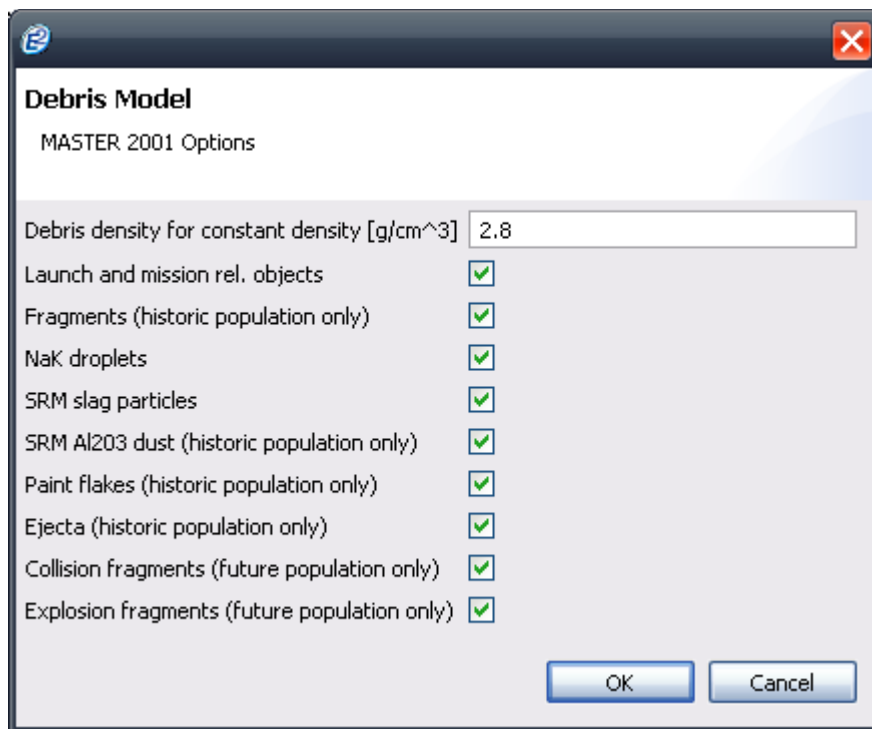 Debris Model
MASTER 2001 Options
Debris density for constant density [g/cm^3] 2.8
Launch and mission rel. objects
Fragments (historic population only)
NaK droplets
SRM slag particles
SRM Al203 dust (historic population only)
Paint flakes (historic population only)
Ejecta (historic population only)
Collision fragments (future population only)
Explosion fragments (future population only)
OK Cancel